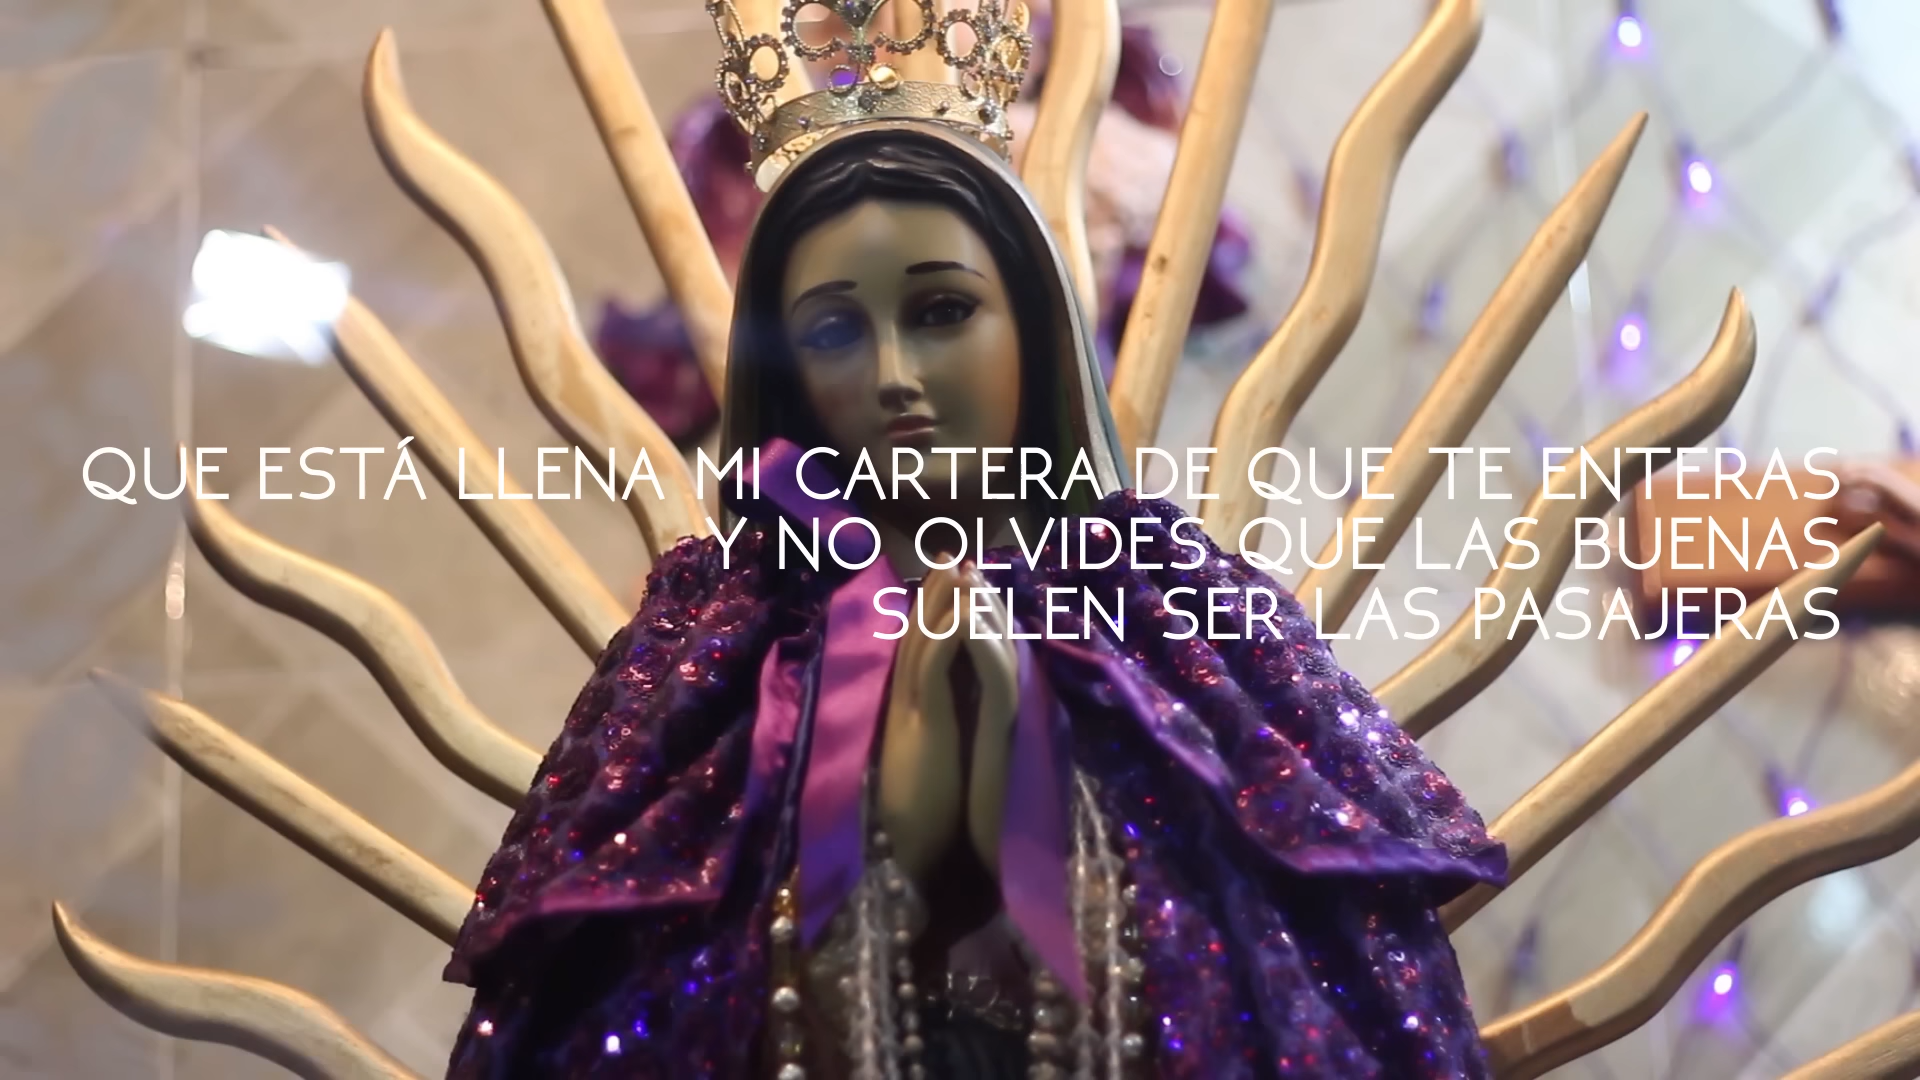 QUE ESTÁ LLENA MI CARTERA DE QUE TE ENTERAS
Y NO OLVIDES QUE LAS BUENAS
SUELEN SER LAS PASAJERAS